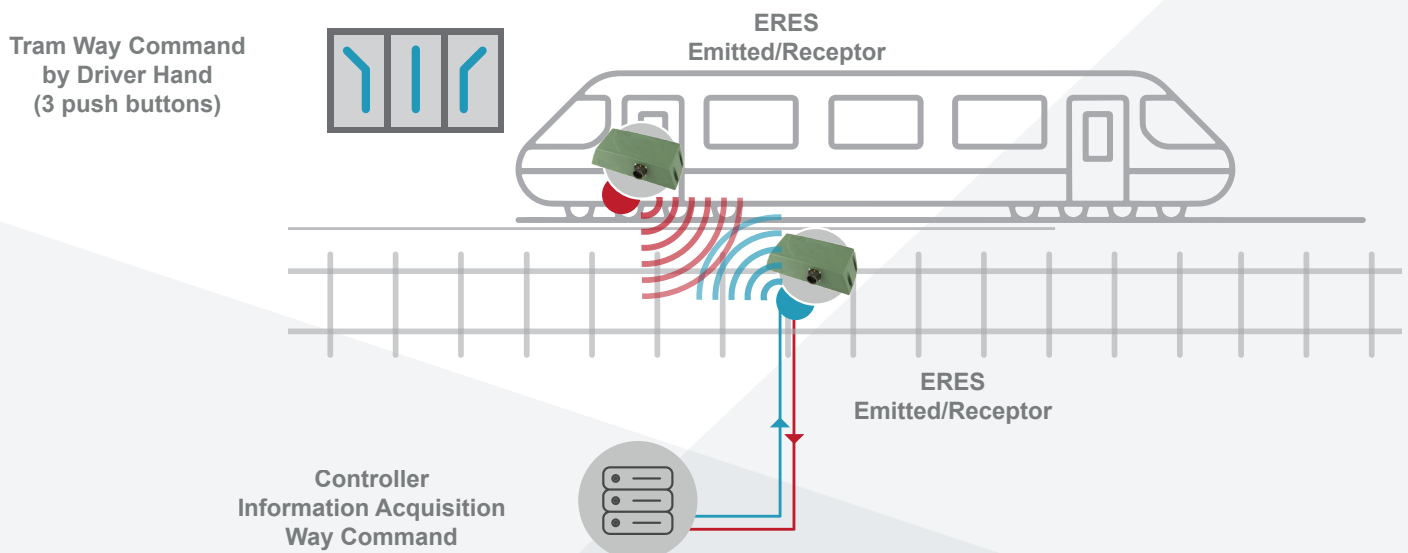 Tram Way Command
by Driver Hand
(3 push buttons)
ERES
Emitted/Receptor
ERES
Emitted/Receptor
Controller
Information Acquisition
Way Command